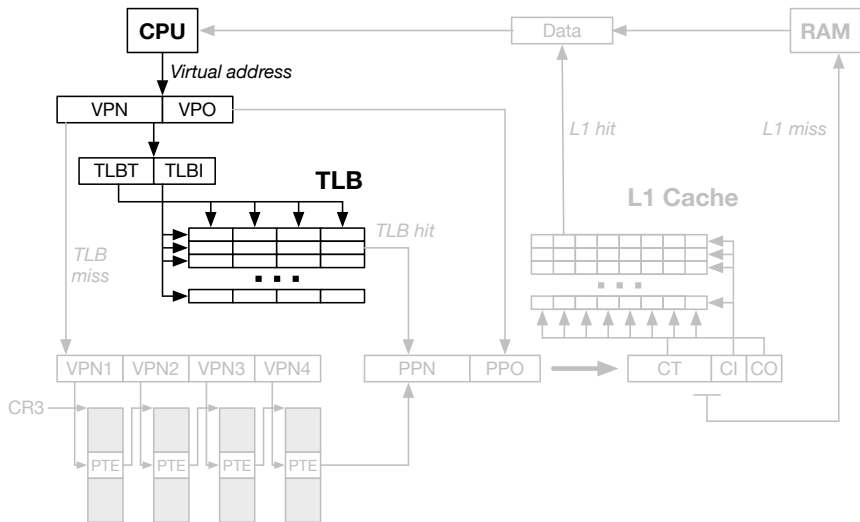 CPU
Data
RAM
Virtual address
VPN VPO
L1 hit
L1 miss
TLBT TLBI
TLB
L1 Cache
TLB hit
TLB
miss
VPN1 VPN2 VPN3 VPN4
PPN PPO
CT CI CO
CR3
PTE PTE PTE PTE